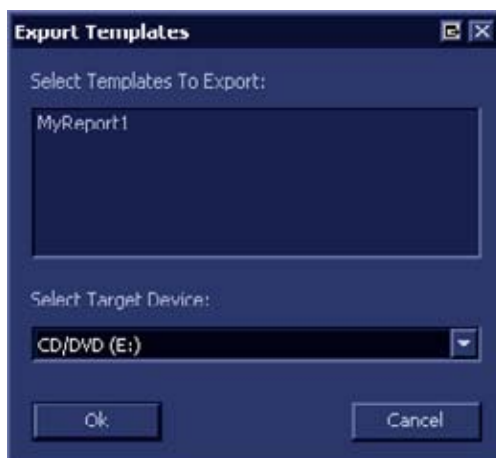 Export Templates
Select Templates To Export:
MyReport1
Select Target Device:
CD/DVD (E:)
Ok Cancel